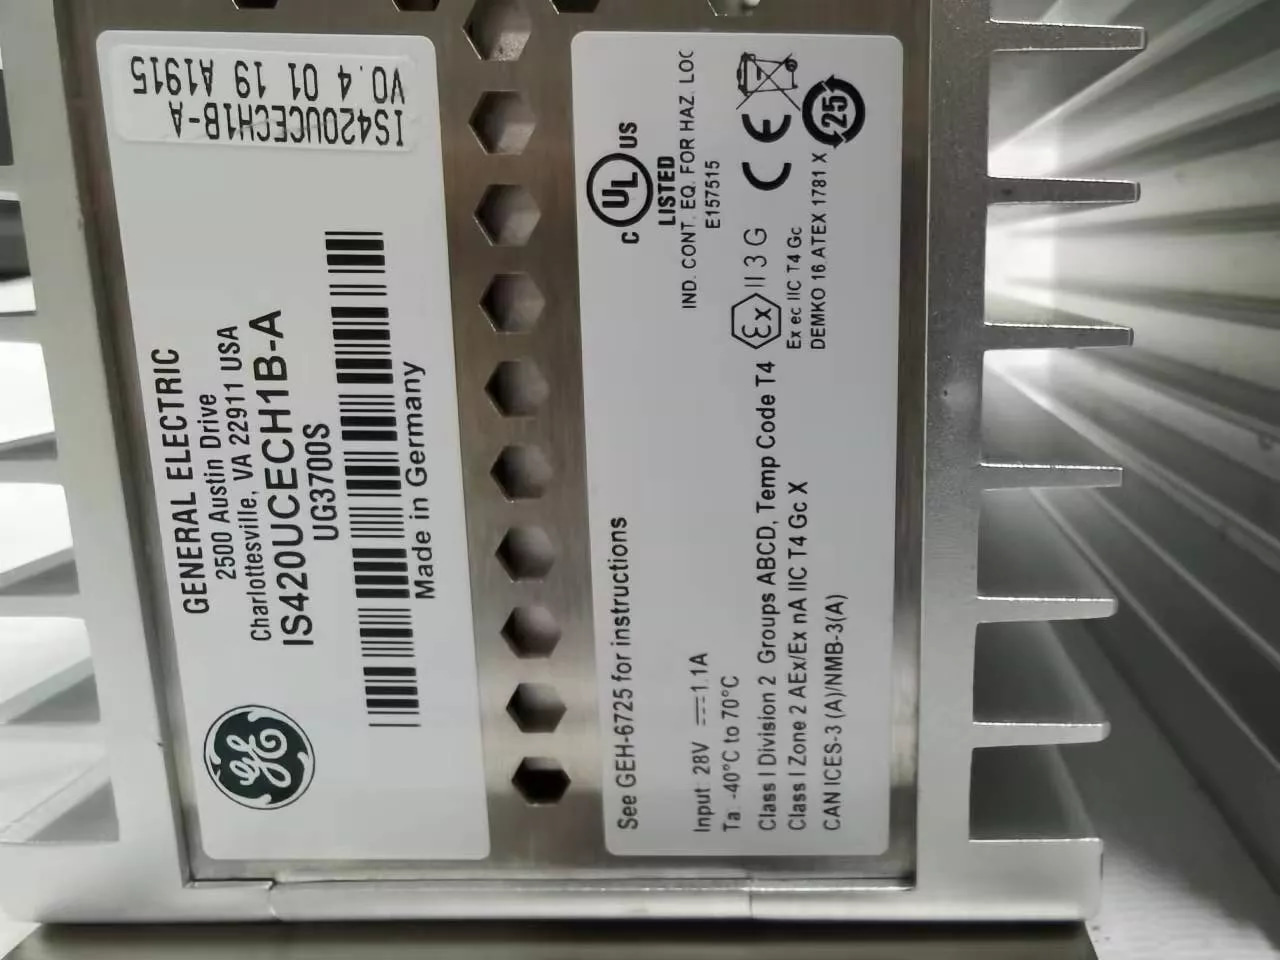 GENERAL ELECTRIC
2500 Austin Drive
Charlottesville, VA 22911 USA
IS420UCECH1B-A
UG3700S
Made in Germany
IS420UCECH1B-A
V0.4 01 19 A1915
See GEH-6725 for instructions
Input 28V ⎓1.1A
Ta -40°C to 70°C
Class I Division 2 Groups ABCD, Temp Code T4
Class I Zone 2 AEx/Ex nA IIC T4 Gc X
CAN ICES-3 (A)/NMB-3(A)
c UL US
LISTED
IND. CONT. EQ. FOR HAZ. LOC
E157515
Ex II 3 G
Ex ec IIC T4 Gc
DEMKO 16 ATEX 1781 X
CE
25
GE